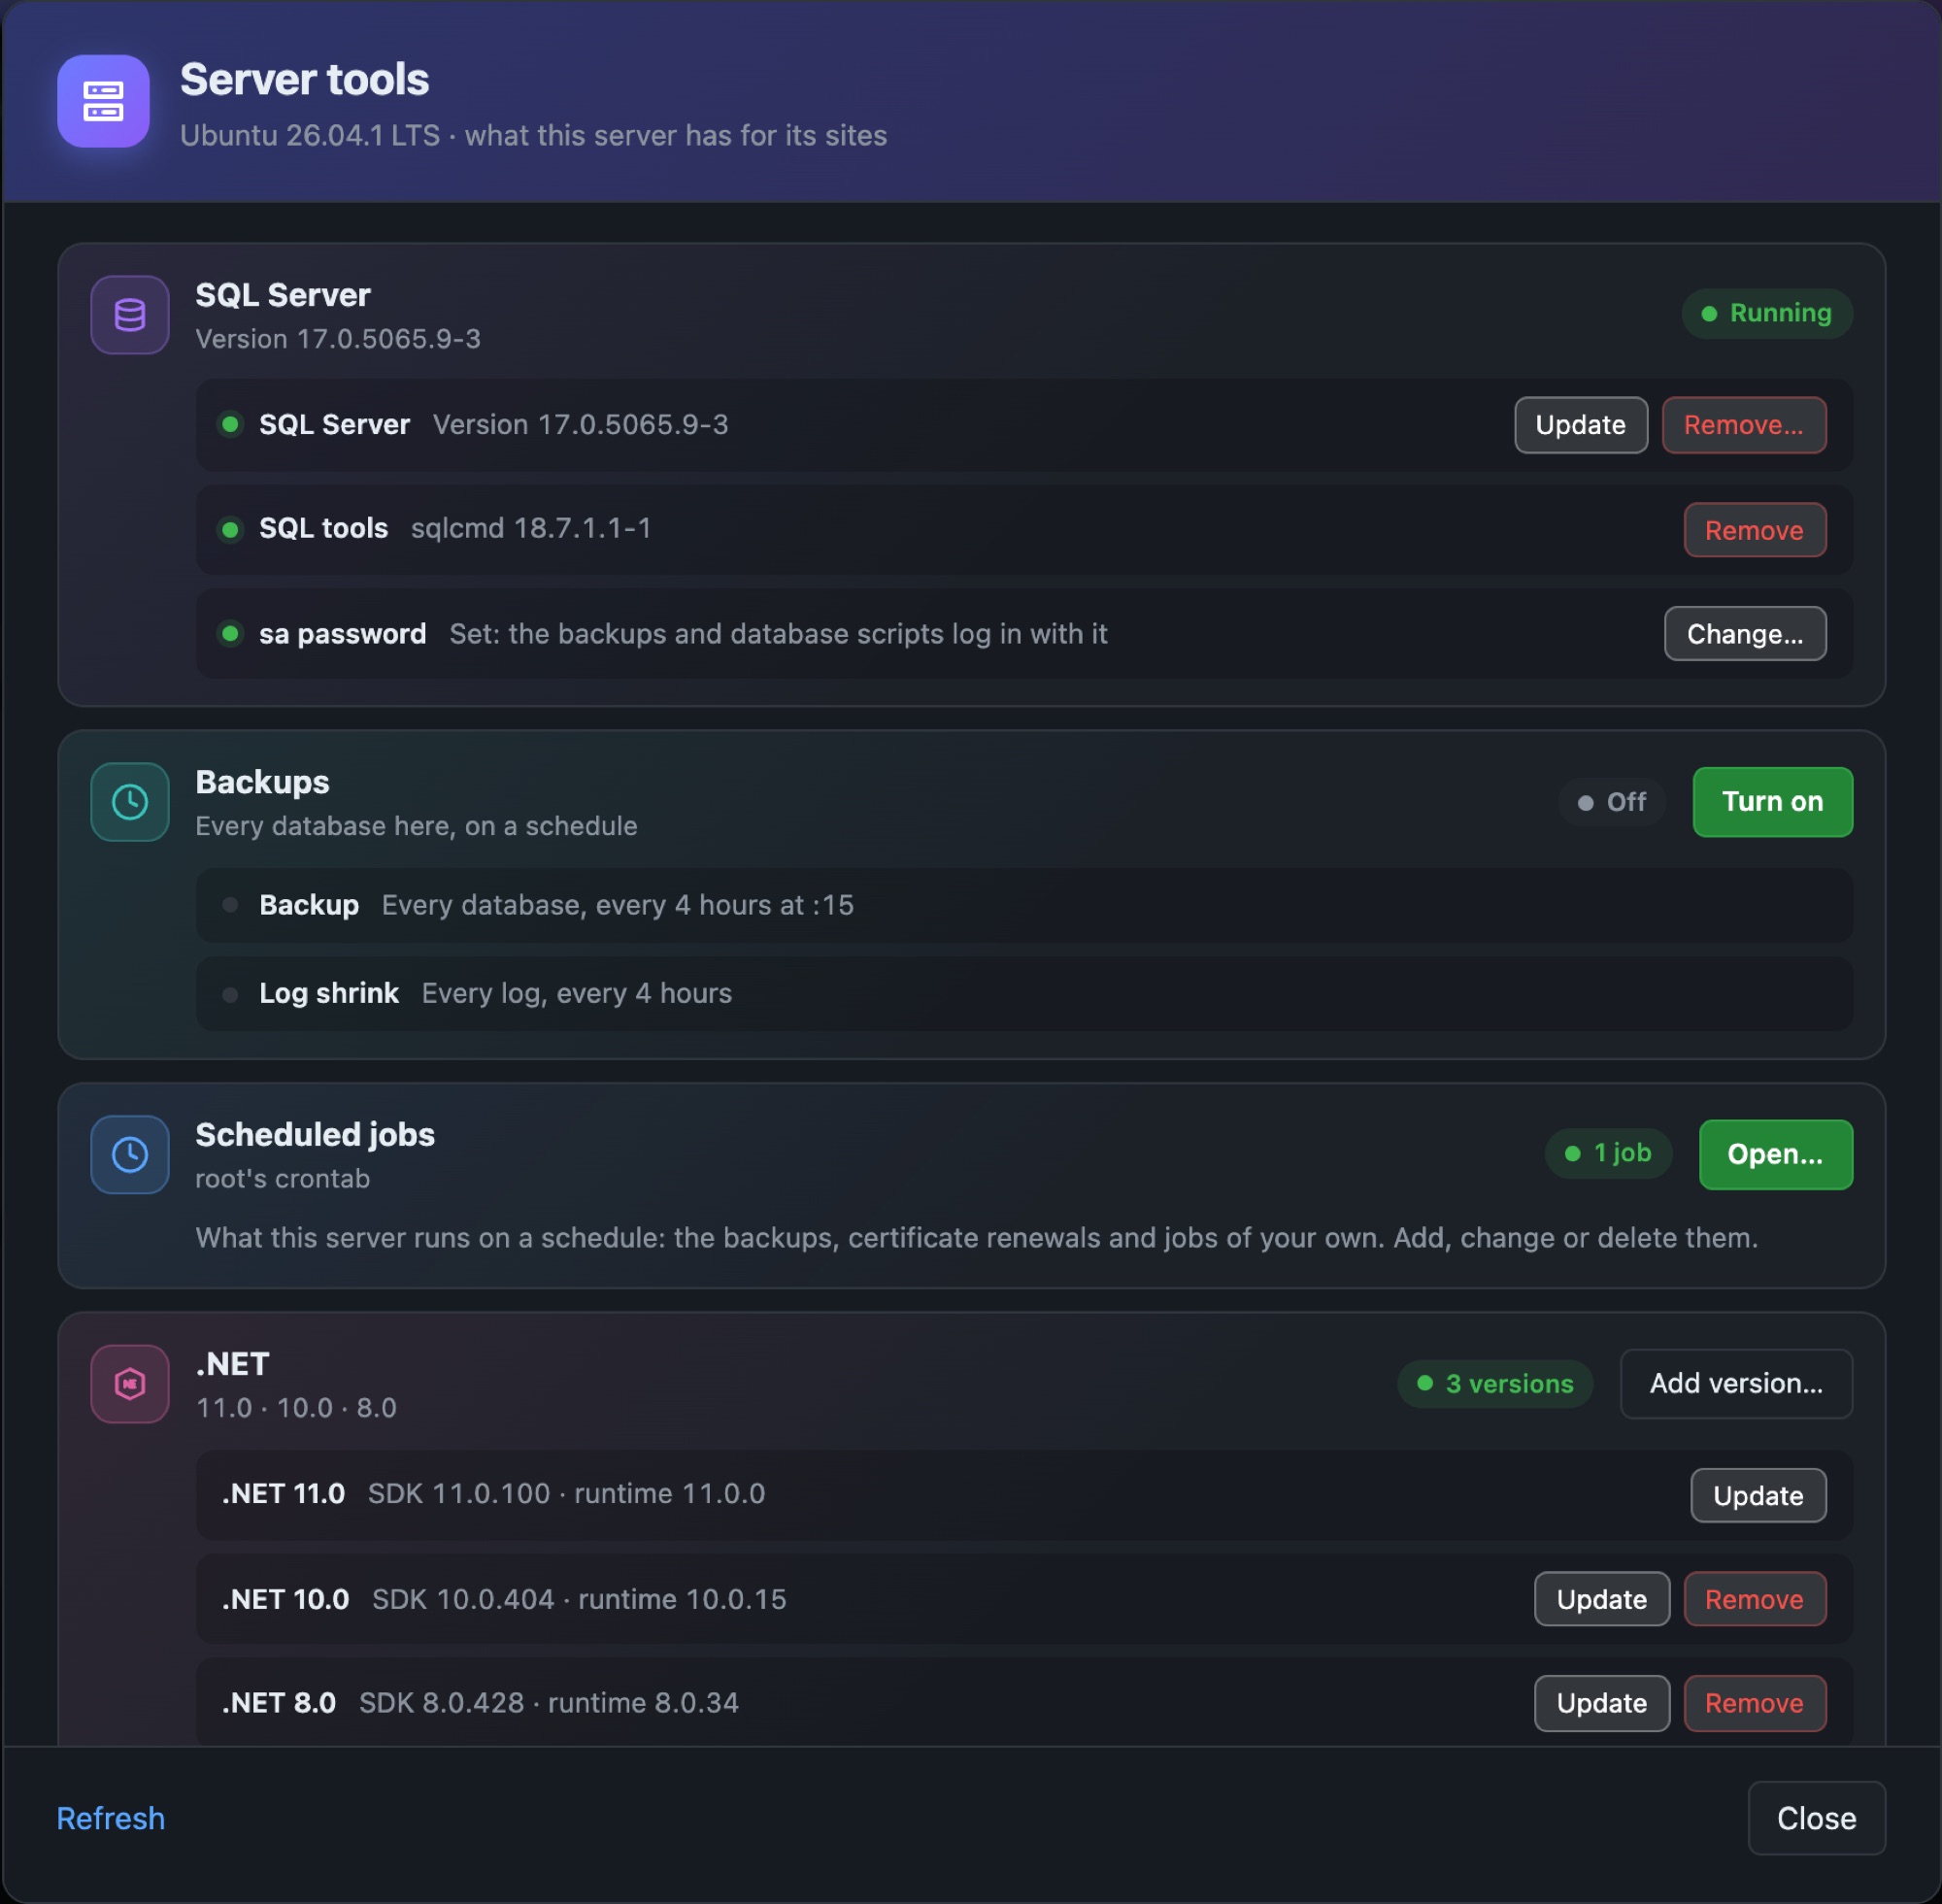 Server tools
Ubuntu 26.04.1 LTS · what this server has for its sites
SQL Server
Version 17.0.5065.9-3
Running
SQL Server Version 17.0.5065.9-3 Update Remove...
SQL tools sqlcmd 18.7.1.1-1 Remove
sa password Set: the backups and database scripts log in with it Change...
Backups
Every database here, on a schedule
Off Turn on
Backup Every database, every 4 hours at :15
Log shrink Every log, every 4 hours
Scheduled jobs
root's crontab
1 job Open...
What this server runs on a schedule: the backups, certificate renewals and jobs of your own. Add, change or delete them.
.NET
11.0 · 10.0 · 8.0
3 versions Add version...
.NET 11.0 SDK 11.0.100 · runtime 11.0.0 Update
.NET 10.0 SDK 10.0.404 · runtime 10.0.15 Update Remove
.NET 8.0 SDK 8.0.428 · runtime 8.0.34 Update Remove
Refresh Close